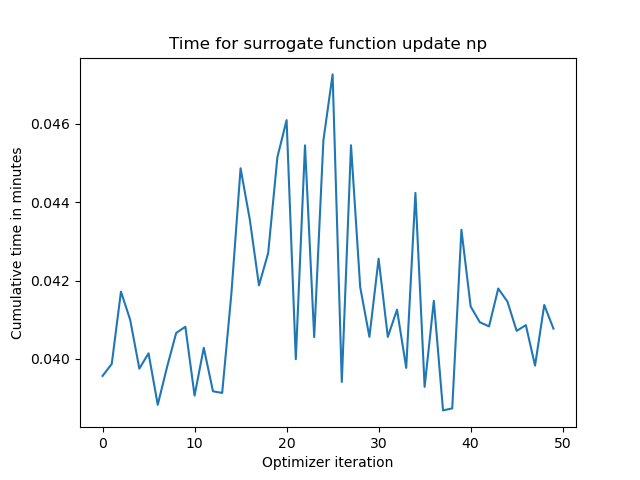 Time for surrogate function update np
Cumulative time in minutes
0.046
0.044
0.042
0.040
0 10 20 30 40 50
Optimizer iteration